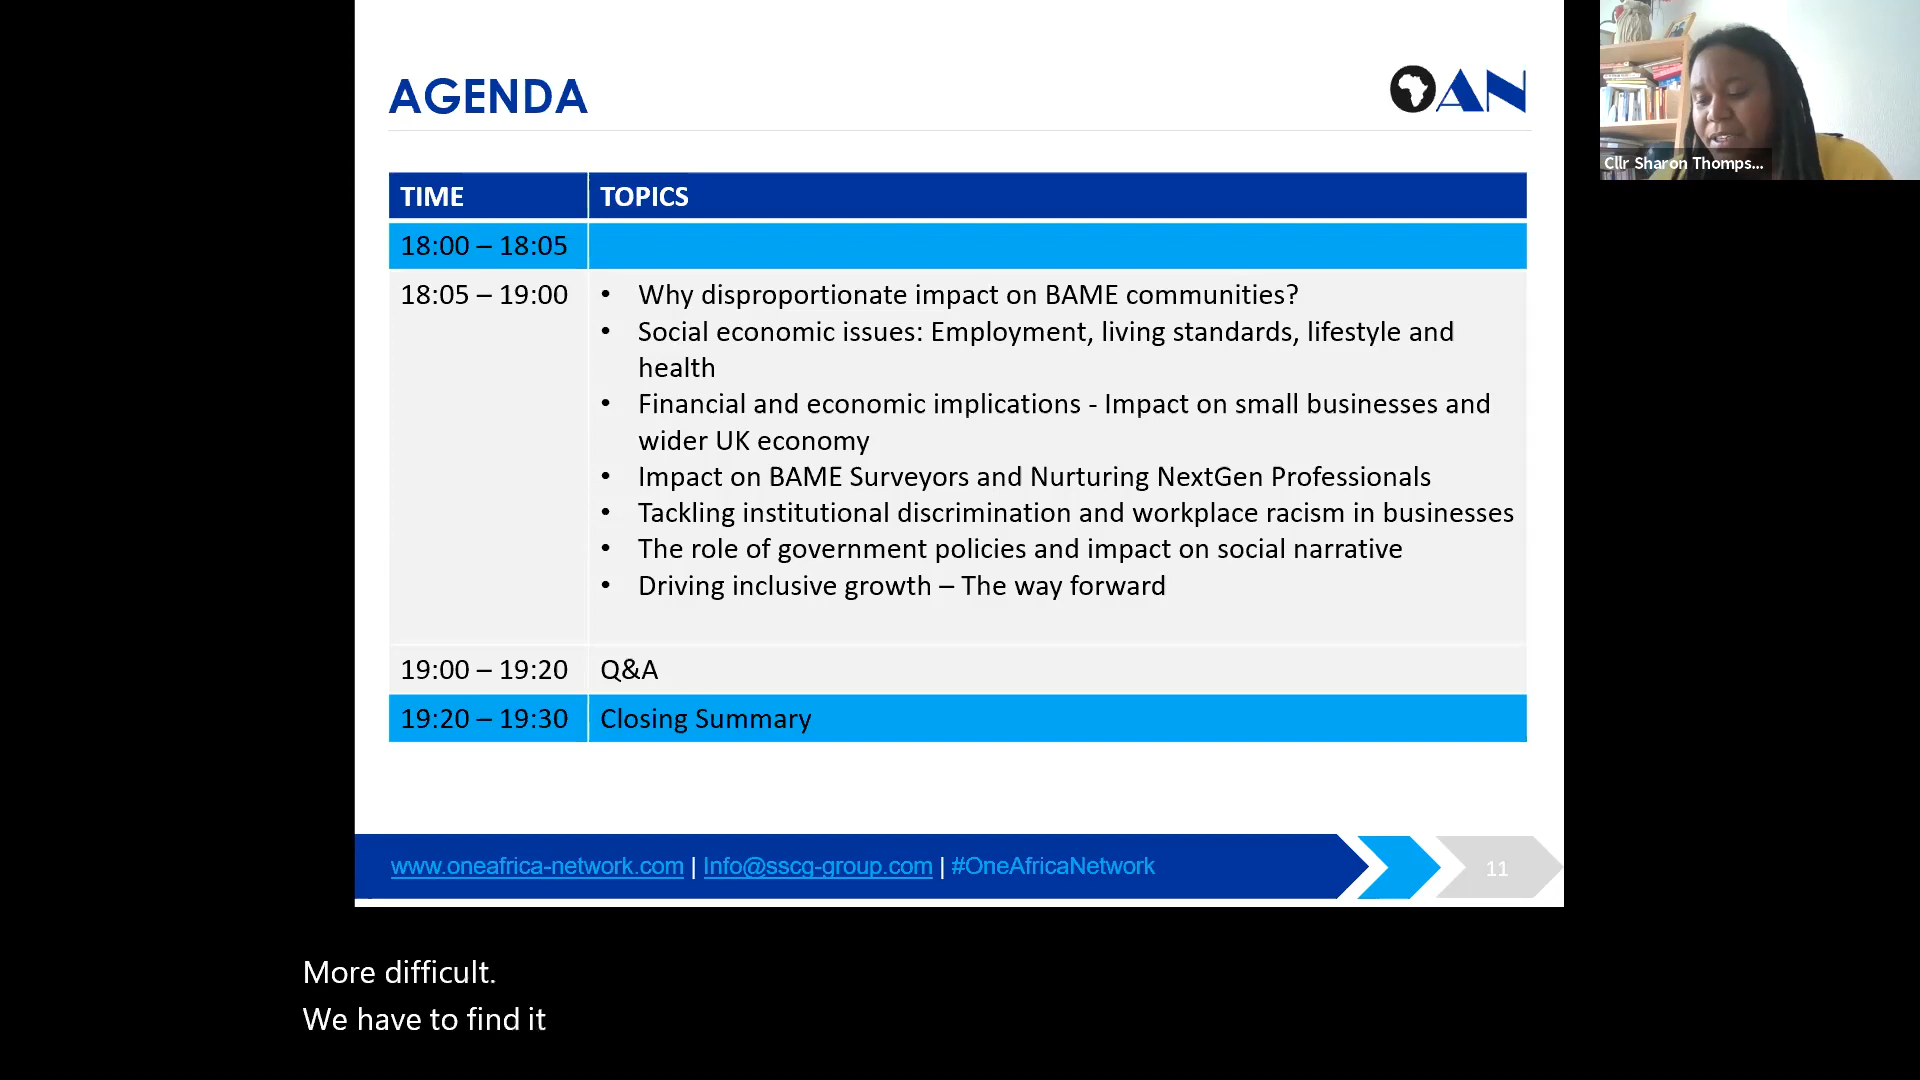 AGENDA
OAN
Cllr Sharon Thomps...
TIME
TOPICS
18:00 – 18:05
18:05 – 19:00
• Why disproportionate impact on BAME communities?
• Social economic issues: Employment, living standards, lifestyle and
health
• Financial and economic implications - Impact on small businesses and
wider UK economy
• Impact on BAME Surveyors and Nurturing NextGen Professionals
• Tackling institutional discrimination and workplace racism in businesses
• The role of government policies and impact on social narrative
• Driving inclusive growth – The way forward
19:00 – 19:20
Q&A
19:20 – 19:30
Closing Summary
www.oneafrica-network.com | Info@sscg-group.com | #OneAfricaNetwork
11
More difficult.
We have to find it